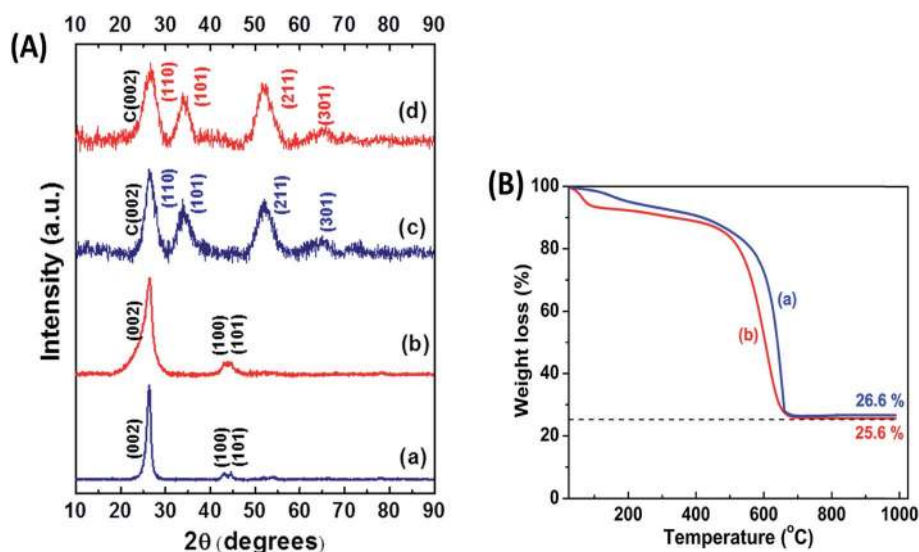 (A)
10 20 30 40 50 60 70 80 90
C(002) (110) (101) (211) (301)
(d)
C(002) (110) (101) (211) (301)
(c)
(002) (100) (101)
(b)
(002) (100) (101)
(a)
10 20 30 40 50 60 70 80 90
2θ (degrees)
Intensity (a.u.)
(B)
100
80
60
40
20
0
Weight loss (%)
(a)
(b)
26.6 %
25.6 %
200 400 600 800 1000
Temperature (°C)